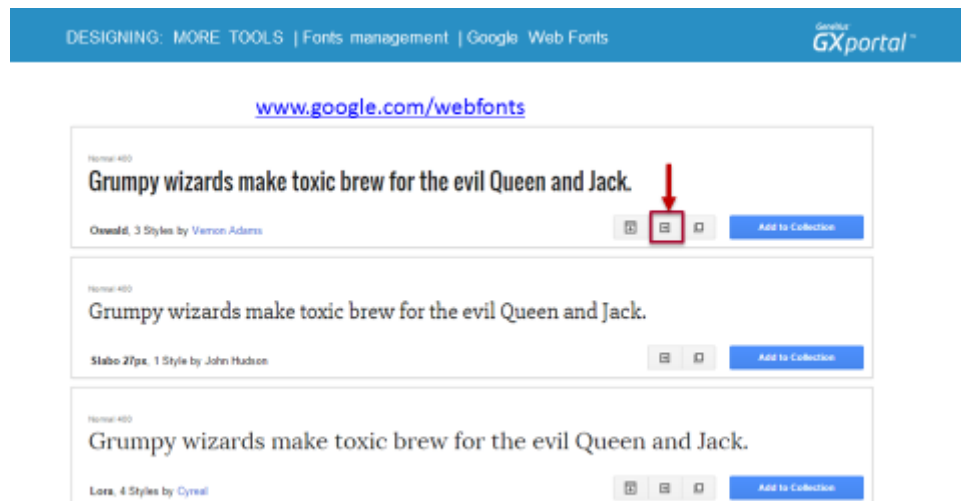 DESIGNING: MORE TOOLS | Fonts management | Google Web Fonts
GeneXus
GXportal™
www.google.com/webfonts
Normal 400
Grumpy wizards make toxic brew for the evil Queen and Jack.
Oswald, 3 Styles by Vernon Adams
Add to Collection
Normal 400
Grumpy wizards make toxic brew for the evil Queen and Jack.
Slabo 27px, 1 Style by John Hudson
Add to Collection
Normal 400
Grumpy wizards make toxic brew for the evil Queen and Jack.
Lora, 4 Styles by Cyreal
Add to Collection